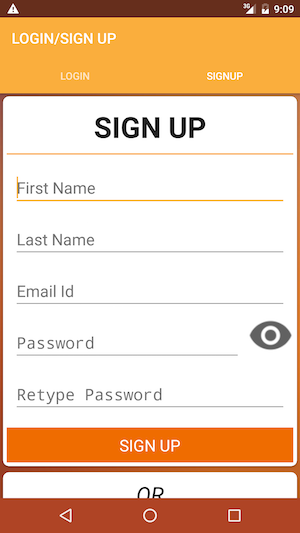 3G 9:09
LOGIN/SIGN UP
LOGIN SIGNUP
SIGN UP
First Name
Last Name
Email Id
Password
Retype Password
SIGN UP
OR